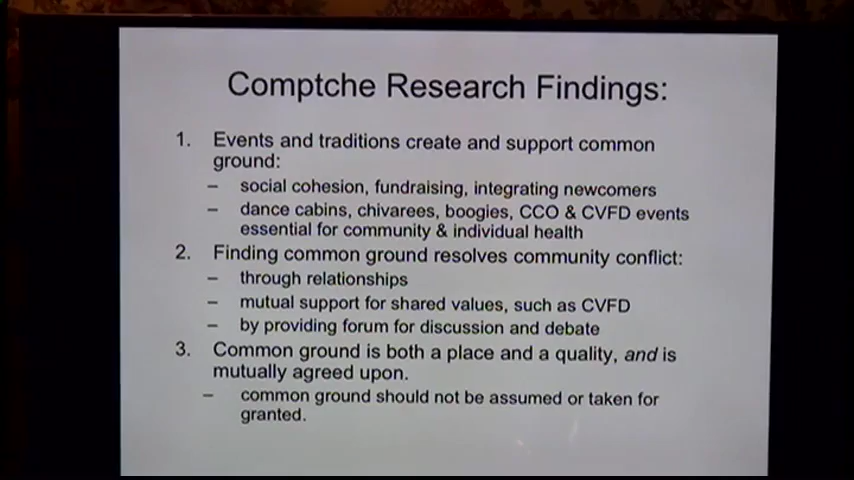 Comptche Research Findings:
1. Events and traditions create and support common
ground:
– social cohesion, fundraising, integrating newcomers
– dance cabins, chivarees, boogies, CCO & CVFD events
essential for community & individual health
2. Finding common ground resolves community conflict:
– through relationships
– mutual support for shared values, such as CVFD
– by providing forum for discussion and debate
3. Common ground is both a place and a quality, and is
mutually agreed upon.
– common ground should not be assumed or taken for
granted.